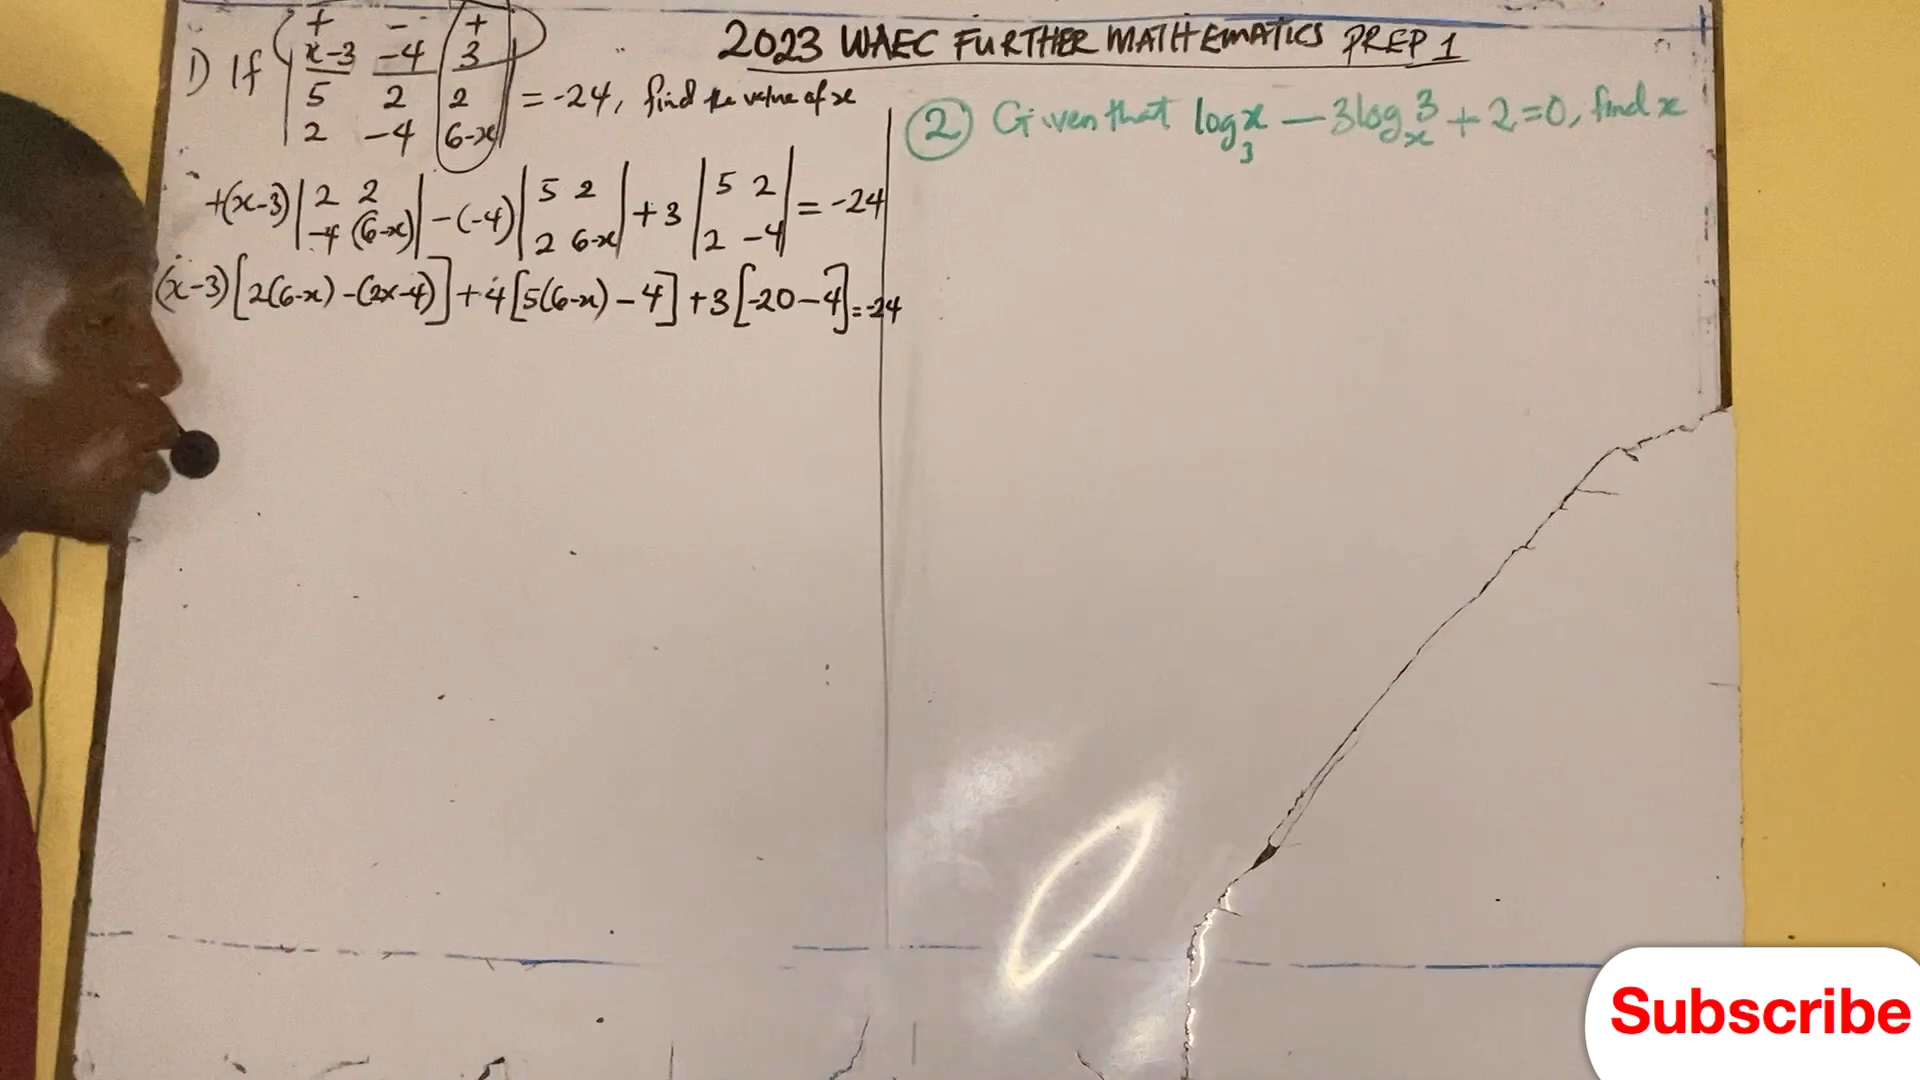 2023 WAEC FURTHER MATHEMATICS PREP 1
+ - +
1) If | x-3 -4 3 |
| 5 2 2 | = -24, find the value of x
| 2 -4 6-x |
+(x-3) | 2 2 | -(-4) | 5 2 | +3 | 5 2 | = -24
| -4 (6-x) | | 2 6-x | | 2 -4 |
(x-3)[2(6-x) -(2x-4)] +4[5(6-x) - 4] +3[-20-4] = -24
② Given that log₃x - 3logₓ3 + 2=0, find x
Subscribe